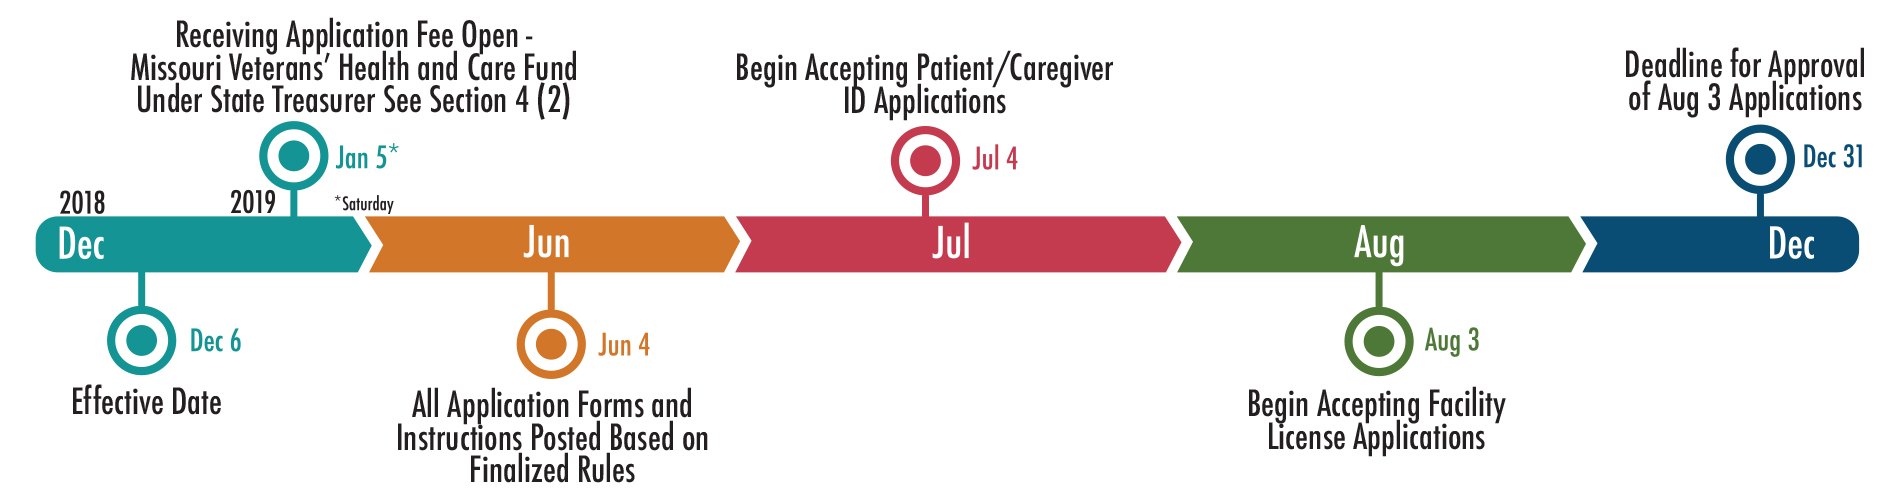 Receiving Application Fee Open -
Missouri Veterans’ Health and Care Fund
Under State Treasurer See Section 4 (2)
Jan 5*
*Saturday
Begin Accepting Patient/Caregiver
ID Applications
Jul 4
Deadline for Approval
of Aug 3 Applications
Dec 31
2018
2019
Dec
Jun
Jul
Aug
Dec
Dec 6
Effective Date
Jun 4
All Application Forms and
Instructions Posted Based on
Finalized Rules
Aug 3
Begin Accepting Facility
License Applications